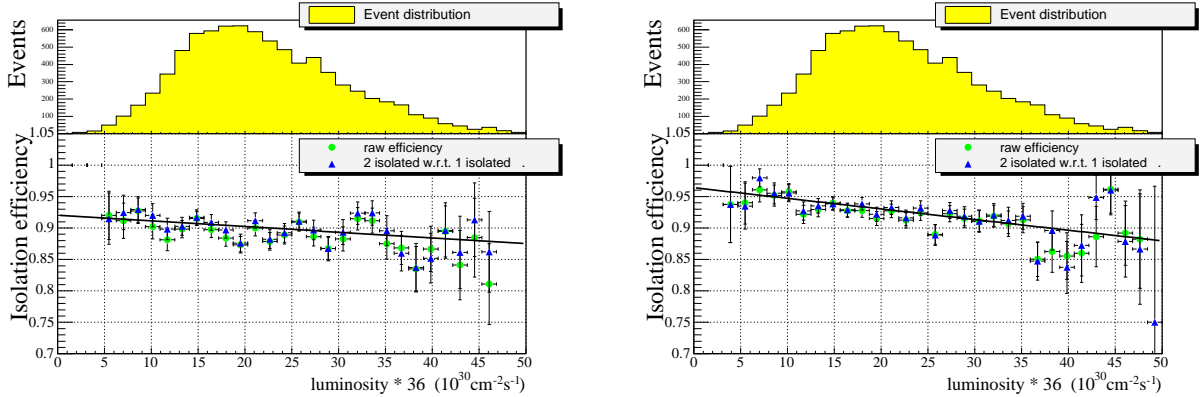 Event distribution
Events
600
500
400
300
200
100
1.05
raw efficiency
2 isolated w.r.t. 1 isolated .
Isolation efficiency
1
0.95
0.9
0.85
0.8
0.75
0.7
0 5 10 15 20 25 30 35 40 45 50
luminosity * 36 (10³⁰cm⁻²s⁻¹)
Event distribution
Events
600
500
400
300
200
100
1.05
raw efficiency
2 isolated w.r.t. 1 isolated .
Isolation efficiency
1
0.95
0.9
0.85
0.8
0.75
0.7
0 5 10 15 20 25 30 35 40 45 50
luminosity * 36 (10³⁰cm⁻²s⁻¹)